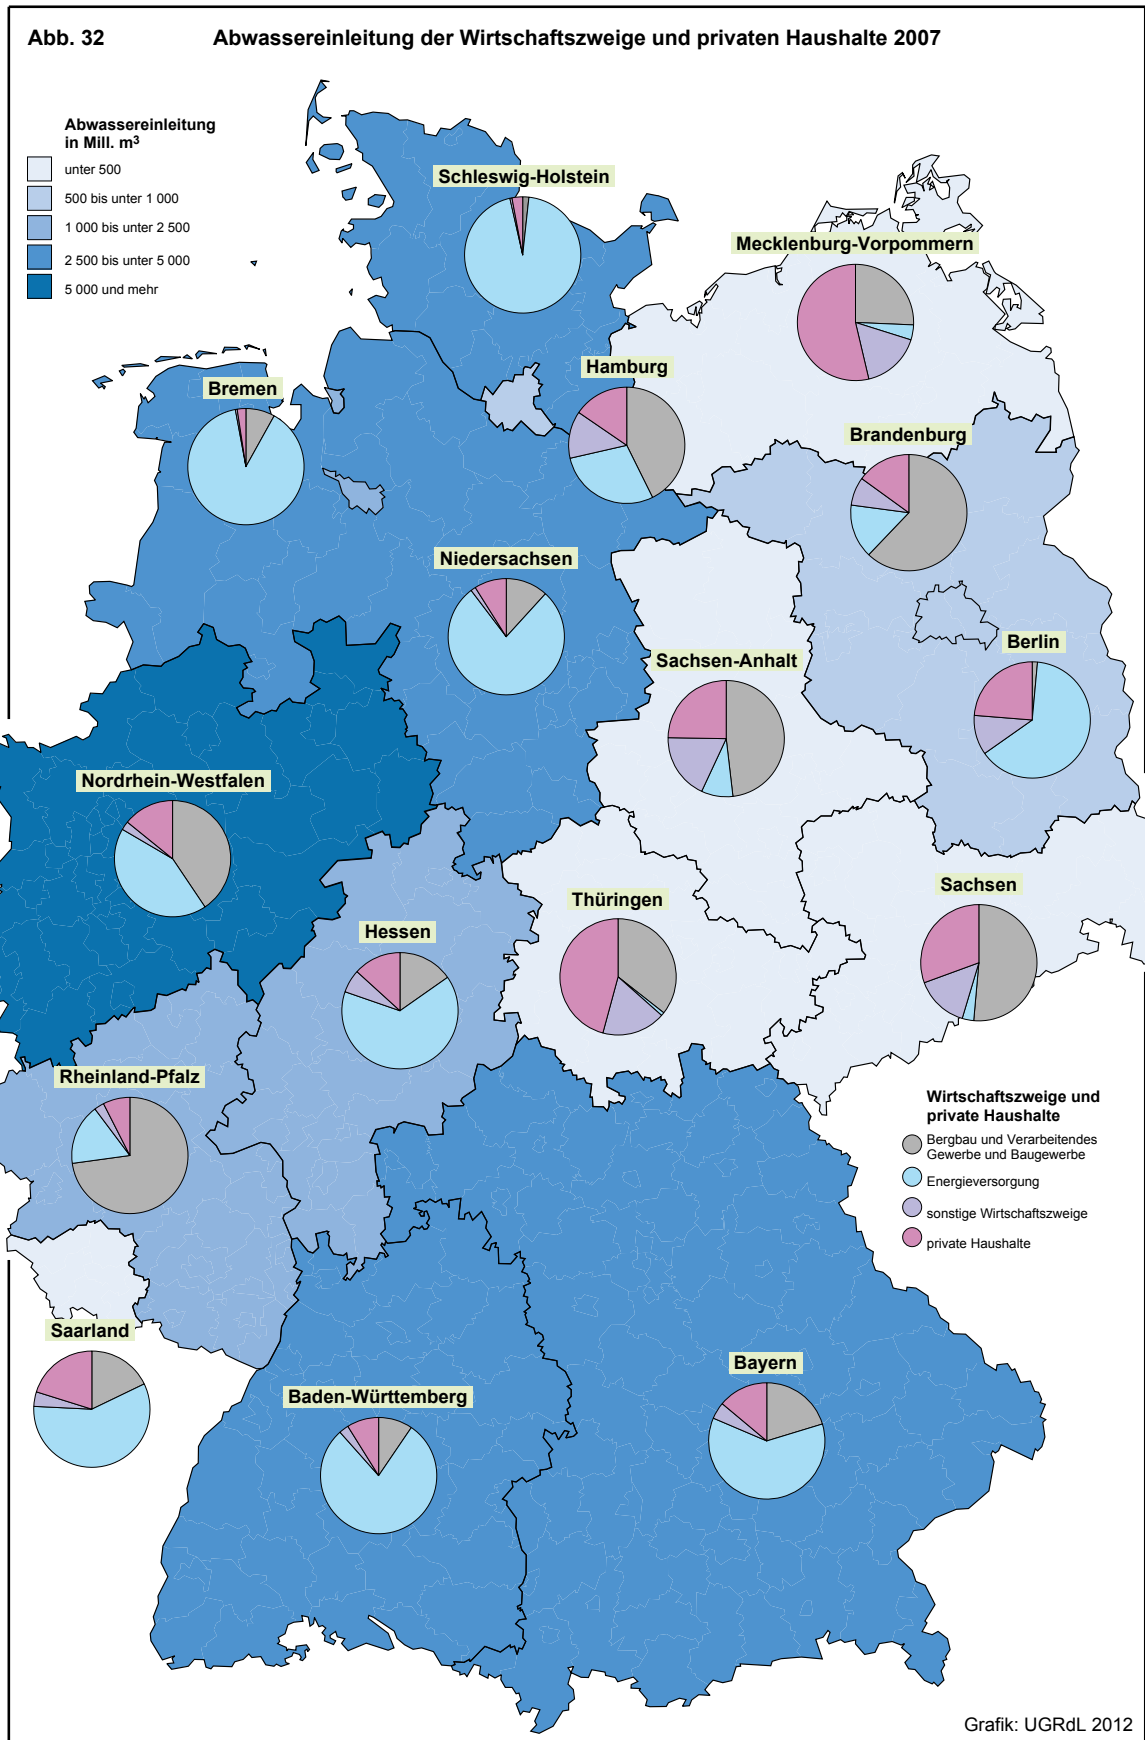 Abb. 32
Abwassereinleitung der Wirtschaftszweige und privaten Haushalte 2007
Abwassereinleitung
in Mill. m³
unter 500
500 bis unter 1 000
1 000 bis unter 2 500
2 500 bis unter 5 000
5 000 und mehr
Schleswig-Holstein
Mecklenburg-Vorpommern
Hamburg
Bremen
Brandenburg
Niedersachsen
Berlin
Sachsen-Anhalt
Nordrhein-Westfalen
Sachsen
Thüringen
Hessen
Rheinland-Pfalz
Wirtschaftszweige und
private Haushalte
Bergbau und Verarbeitendes
Gewerbe und Baugewerbe
Energieversorgung
sonstige Wirtschaftszweige
private Haushalte
Saarland
Bayern
Baden-Württemberg
Grafik: UGRdL 2012